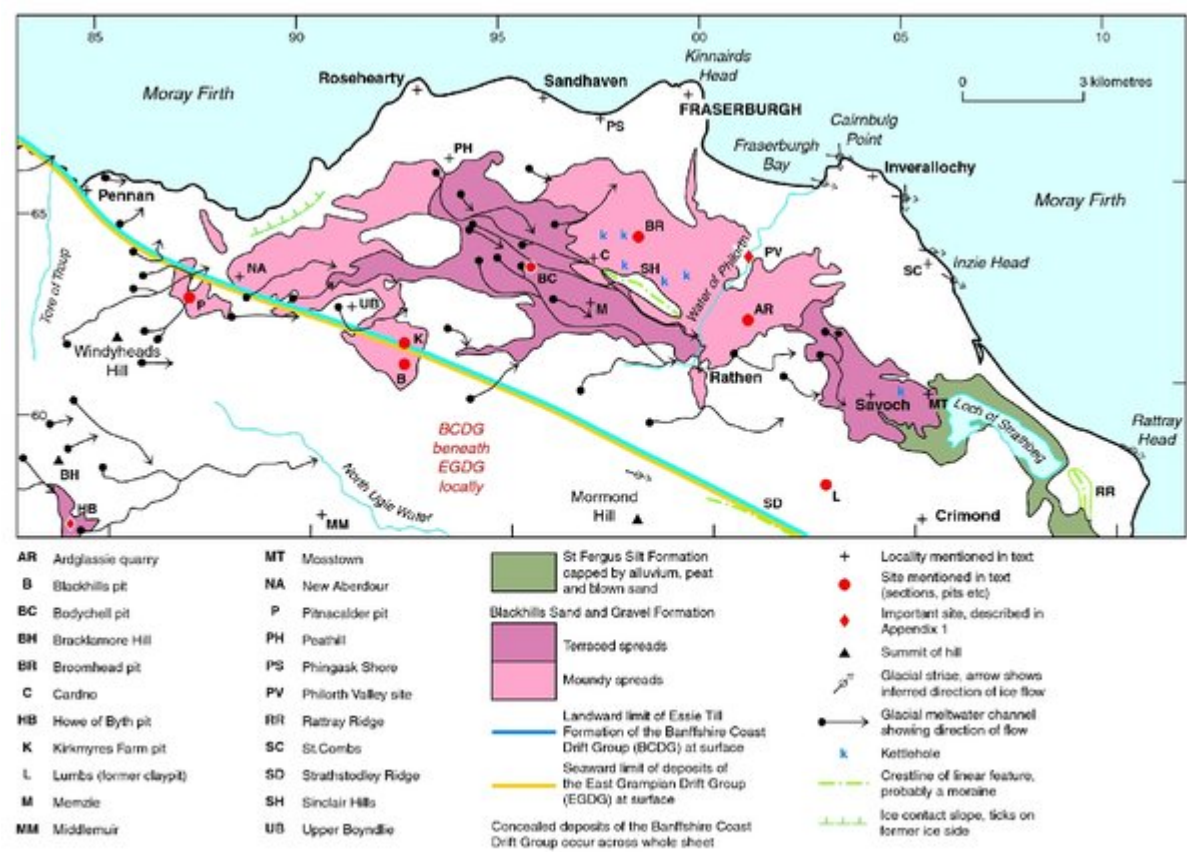 85
90
95
00
05
10
Kinnairds
Head
Rosehearty
Sandhaven
0
3 kilometres
Moray Firth
FRASERBURGH
Cairnbulg
Point
PS
Fraserburgh
Bay
PH
Inverallochy
Pennan
Moray Firth
65
BR
k k
PV
Water of Philorth
C
SC
Inzie Head
NA
SH
k
k
k
BC
Tore of Troup
P
UB
M
AR
K
Windyheads
Hill
B
Rathen
k
Savoch
MT
Loch of Strathbeg
60
Rattray
Head
BCDG
beneath
EGDG
locally
BH
North Ugie Water
RR
L
HB
Mormond
Hill
SD
MM
Crimond
AR Ardglassie quarry
B Blackhills pit
BC Bodychell pit
BH Bracklamore Hill
BR Broomhead pit
C Cardno
HB Howe of Byth pit
K Kirkmyres Farm pit
L Lumbs (former claypit)
M Memzie
MM Middlemuir
MT Mosstown
NA New Aberdour
P Pitnacalder pit
PH Peathill
PS Phingask Shore
PV Philorth Valley site
RR Rattray Ridge
SC St.Combs
SD Strathstodley Ridge
SH Sinclair Hills
UB Upper Boyndlie
St Fergus Silt Formation
capped by alluvium, peat
and blown sand
Blackhills Sand and Gravel Formation
Terraced spreads
Moundy spreads
Landward limit of Essie Till
Formation of the Banffshire Coast
Drift Group (BCDG) at surface
Seaward limit of deposits of
the East Grampian Drift Group
(EGDG) at surface
Concealed deposits of the Banffshire Coast
Drift Group occur across whole sheet
Locality mentioned in text
Site mentioned in text
(sections, pits etc)
Important site, described in
Appendix 1
Summit of hill
Glacial striae, arrow shows
inferred direction of ice flow
Glacial meltwater channel
showing direction of flow
k Kettlehole
Crestline of linear feature,
probably a moraine
Ice contact slope, ticks on
former ice side